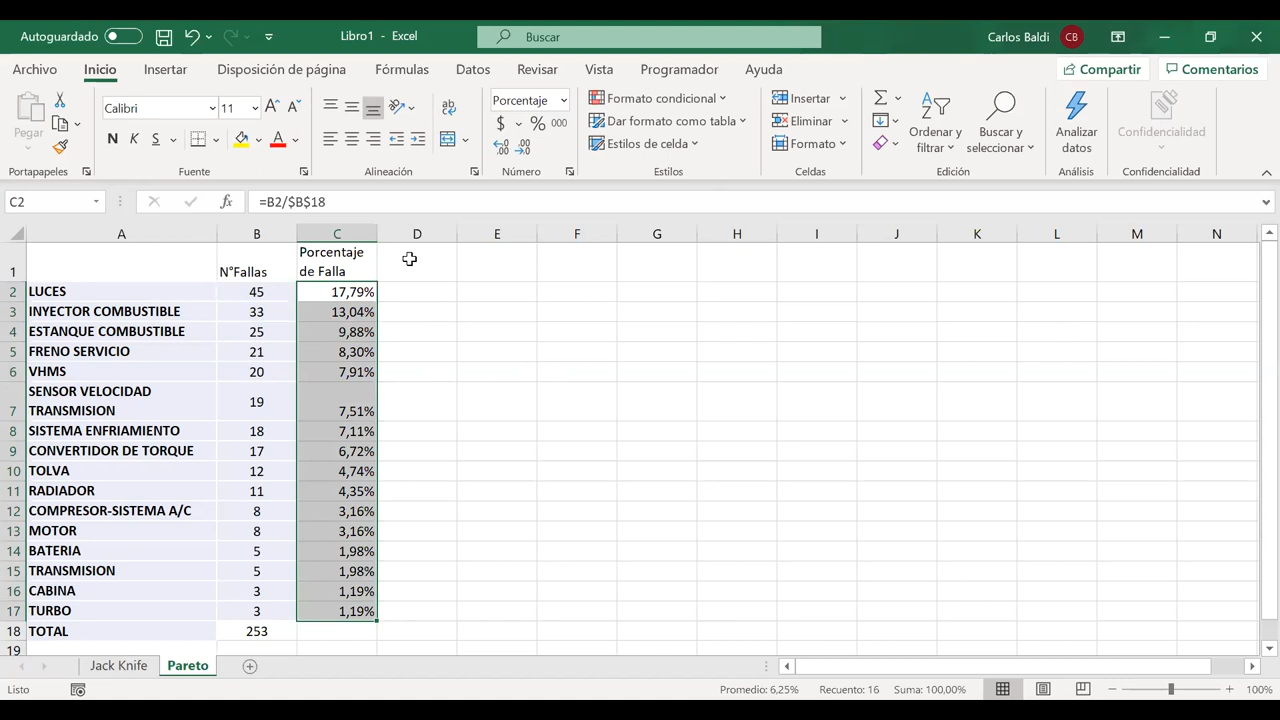 Autoguardado
Libro1 - Excel
Buscar
Carlos Baldi
CB
Archivo
Inicio
Insertar
Disposición de página
Fórmulas
Datos
Revisar
Vista
Programador
Ayuda
Compartir
Comentarios
Pegar
Calibri
11
A A
N K S
A
ab
Porcentaje
$ % 000
Formato condicional
Dar formato como tabla
Estilos de celda
Insertar
Eliminar
Formato
Ordenar y
filtrar
Buscar y
seleccionar
Analizar
datos
Confidencialidad
Portapapeles
Fuente
Alineación
Número
Estilos
Celdas
Edición
Análisis
Confidencialidad
C2
fx
=B2/$B$18
A B C D E F G H I J K L M N
Porcentaje
1 N°Fallas de Falla
2 LUCES 45 17,79%
3 INYECTOR COMBUSTIBLE 33 13,04%
4 ESTANQUE COMBUSTIBLE 25 9,88%
5 FRENO SERVICIO 21 8,30%
6 VHMS 20 7,91%
SENSOR VELOCIDAD
7 TRANSMISION 19 7,51%
8 SISTEMA ENFRIAMIENTO 18 7,11%
9 CONVERTIDOR DE TORQUE 17 6,72%
10 TOLVA 12 4,74%
11 RADIADOR 11 4,35%
12 COMPRESOR-SISTEMA A/C 8 3,16%
13 MOTOR 8 3,16%
14 BATERIA 5 1,98%
15 TRANSMISION 5 1,98%
16 CABINA 3 1,19%
17 TURBO 3 1,19%
18 TOTAL 253
19
Jack Knife
Pareto
Listo
Promedio: 6,25%
Recuento: 16
Suma: 100,00%
100%